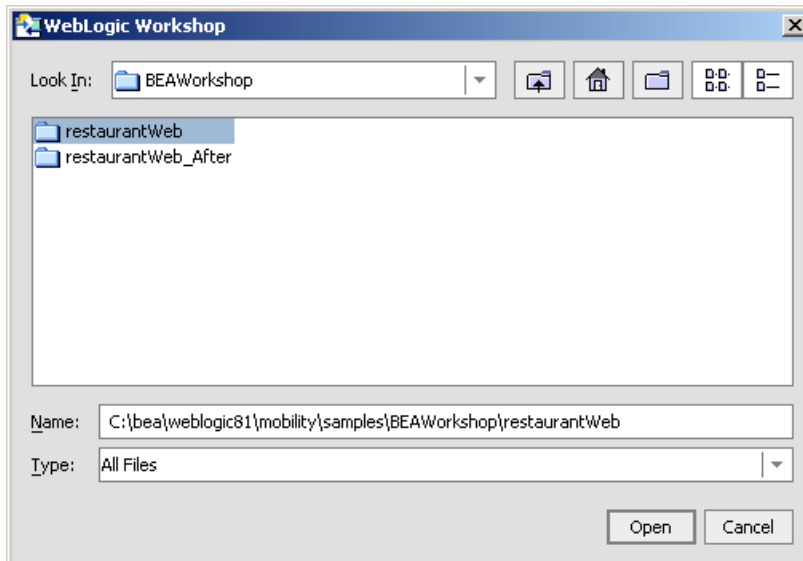 WebLogic Workshop
Look In: BEAWorkshop
restaurantWeb
restaurantWeb_After
Name: C:\bea\weblogic81\mobility\samples\BEAWorkshop\restaurantWeb
Type: All Files
Open Cancel